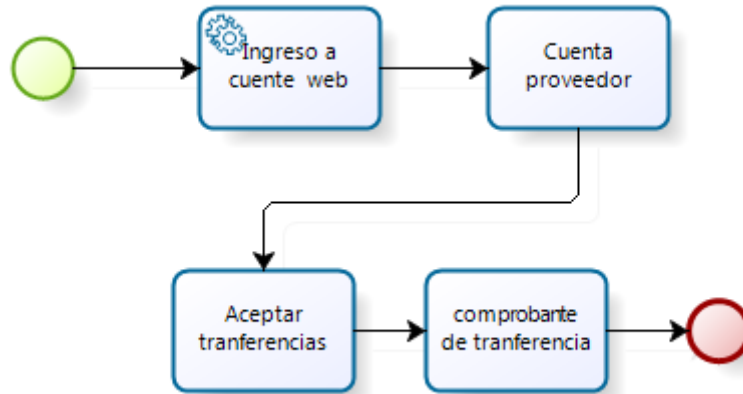 Ingreso a
cuente web
Cuenta
proveedor
Aceptar
tranferencias
comprobante
de tranferencia